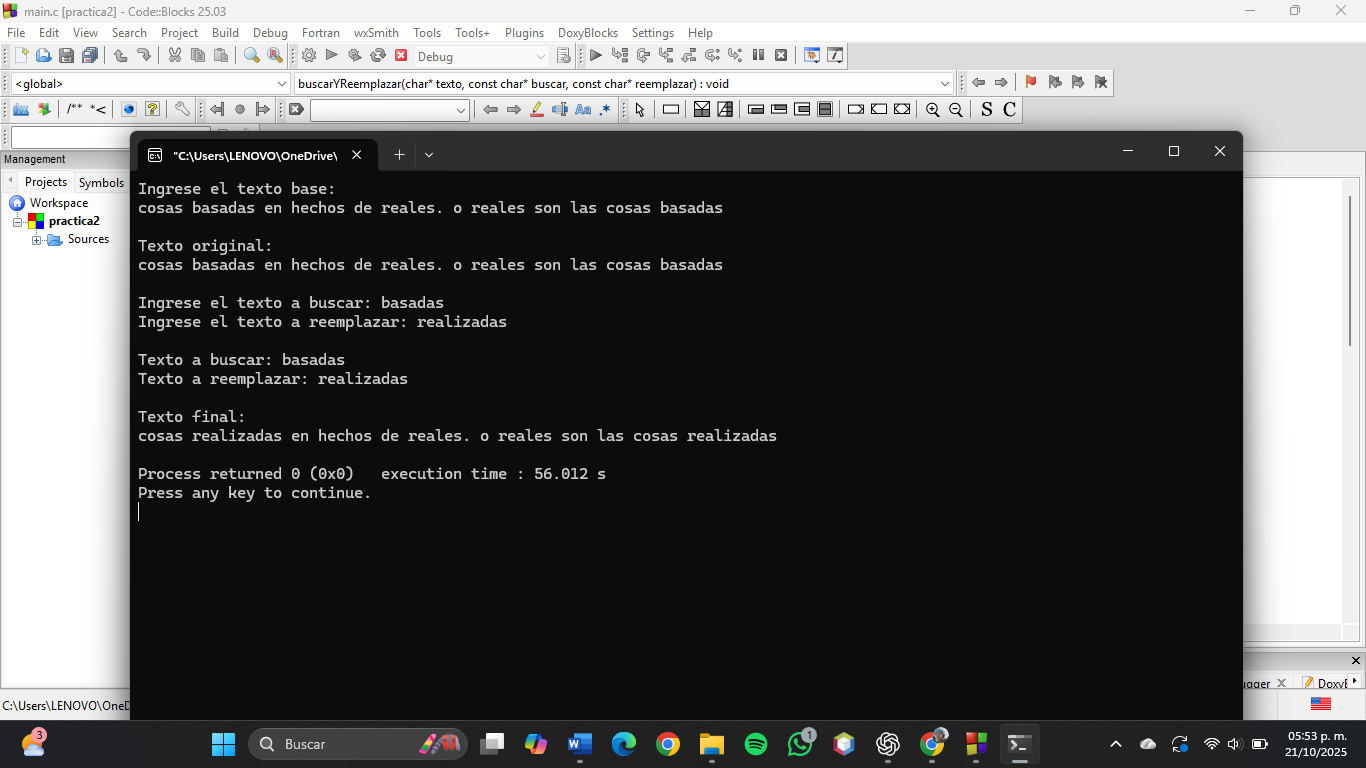 main.c [practica2] - Code::Blocks 25.03
File Edit View Search Project Build Debug Fortran wxSmith Tools Tools+ Plugins DoxyBlocks Settings Help
Debug
<global> buscarYReemplazar(char* texto, const char* buscar, const char* reemplazar) : void
/** *< Aa .* S C
Management
Projects Symbols
Workspace
practica2
Sources
"C:\Users\LENOVO\OneDrive\
Ingrese el texto base:
cosas basadas en hechos de reales. o reales son las cosas basadas
Texto original:
cosas basadas en hechos de reales. o reales son las cosas basadas
Ingrese el texto a buscar: basadas
Ingrese el texto a reemplazar: realizadas
Texto a buscar: basadas
Texto a reemplazar: realizadas
Texto final:
cosas realizadas en hechos de reales. o reales son las cosas realizadas
Process returned 0 (0x0)   execution time : 56.012 s
Press any key to continue.
C:\Users\LENOVO\OneD
3
Buscar
1
05:53 p. m.
21/10/2025